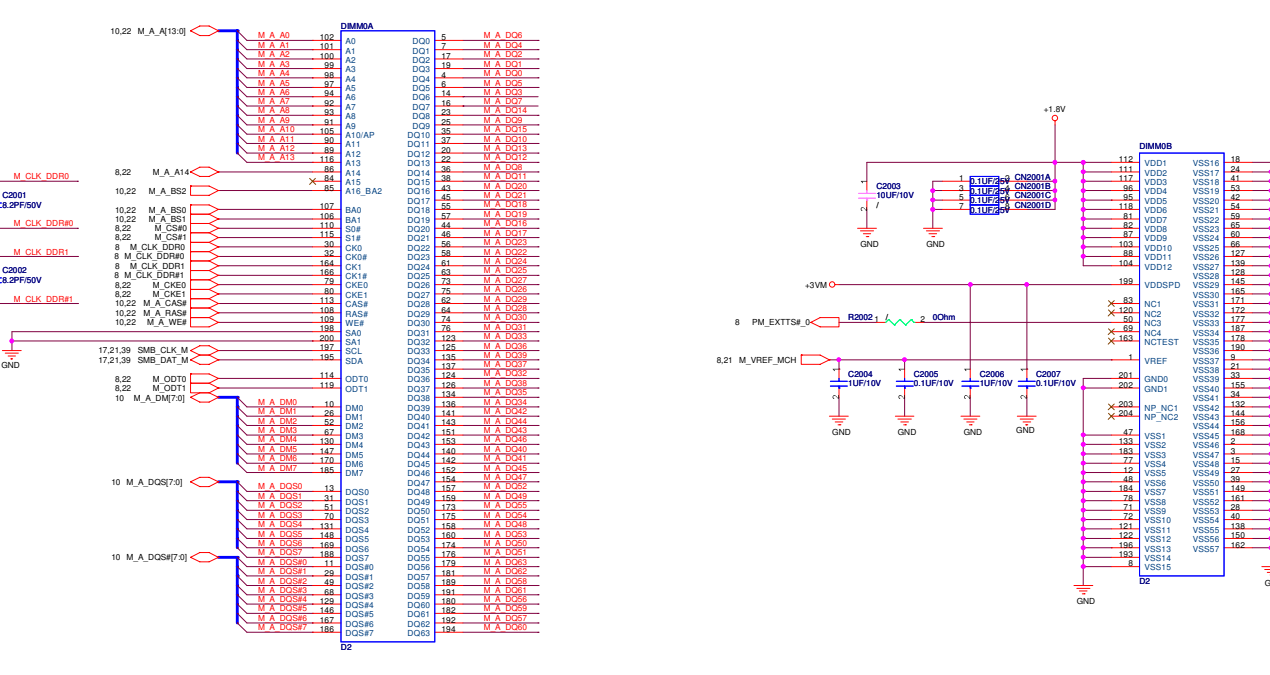 M_CLK_DDR0
C2001
8.2PF/50V
M_CLK_DDR#0
M_CLK_DDR1
C2002
8.2PF/50V
M_CLK_DDR#1
GND
DIMM0A
10,22 M_A_A[13:0]
M_A_A0 102 A0
M_A_A1 101 A1
M_A_A2 100 A2
M_A_A3 99 A3
M_A_A4 98 A4
M_A_A5 97 A5
M_A_A6 94 A6
M_A_A7 92 A7
M_A_A8 93 A8
M_A_A9 91 A9
M_A_A10 105 A10/AP
M_A_A11 90 A11
M_A_A12 89 A12
M_A_A13 116 A13
8,22 M_A_A14 86 A14
84 A15
10,22 M_A_BS2 85 A16_BA2
10,22 M_A_BS0 107 BA0
10,22 M_A_BS1 106 BA1
8,22 M_CS#0 110 S0#
8,22 M_CS#1 115 S1#
8 M_CLK_DDR0 30 CK0
8 M_CLK_DDR#0 32 CK0#
8 M_CLK_DDR1 164 CK1
8 M_CLK_DDR#1 166 CK1#
8,22 M_CKE0 79 CKE0
8,22 M_CKE1 80 CKE1
10,22 M_A_CAS# 113 CAS#
10,22 M_A_RAS# 108 RAS#
10,22 M_A_WE# 109 WE#
198 SA0
200 SA1
17,21,39 SMB_CLK_M 197 SCL
17,21,39 SMB_DAT_M 195 SDA
8,22 M_ODT0 114 ODT0
8,22 M_ODT1 119 ODT1
10 M_A_DM[7:0]
M_A_DM0 10 DM0
M_A_DM1 26 DM1
M_A_DM2 52 DM2
M_A_DM3 67 DM3
M_A_DM4 130 DM4
M_A_DM5 147 DM5
M_A_DM6 170 DM6
M_A_DM7 185 DM7
10 M_A_DQS[7:0]
M_A_DQS0 13 DQS0
M_A_DQS1 31 DQS1
M_A_DQS2 51 DQS2
M_A_DQS3 70 DQS3
M_A_DQS4 131 DQS4
M_A_DQS5 148 DQS5
M_A_DQS6 169 DQS6
M_A_DQS7 188 DQS7
10 M_A_DQS#[7:0]
M_A_DQS#0 11 DQS#0
M_A_DQS#1 29 DQS#1
M_A_DQS#2 49 DQS#2
M_A_DQS#3 68 DQS#3
M_A_DQS#4 129 DQS#4
M_A_DQS#5 146 DQS#5
M_A_DQS#6 167 DQS#6
M_A_DQS#7 186 DQS#7
DQ0 5 M_A_DQ6
DQ1 7 M_A_DQ4
DQ2 17 M_A_DQ2
DQ3 19 M_A_DQ1
DQ4 4 M_A_DQ0
DQ5 6 M_A_DQ5
DQ6 14 M_A_DQ3
DQ7 16 M_A_DQ7
DQ8 23 M_A_DQ14
DQ9 25 M_A_DQ9
DQ10 35 M_A_DQ15
DQ11 37 M_A_DQ10
DQ12 20 M_A_DQ13
DQ13 22 M_A_DQ12
DQ14 36 M_A_DQ8
DQ15 38 M_A_DQ11
DQ16 43 M_A_DQ20
DQ17 45 M_A_DQ21
DQ18 55 M_A_DQ18
DQ19 57 M_A_DQ19
DQ20 44 M_A_DQ16
DQ21 46 M_A_DQ17
DQ22 56 M_A_DQ23
DQ23 58 M_A_DQ22
DQ24 61 M_A_DQ24
DQ25 63 M_A_DQ25
DQ26 73 M_A_DQ27
DQ27 75 M_A_DQ26
DQ28 62 M_A_DQ29
DQ29 64 M_A_DQ28
DQ30 74 M_A_DQ30
DQ31 76 M_A_DQ31
DQ32 123 M_A_DQ33
DQ33 125 M_A_DQ36
DQ34 135 M_A_DQ39
DQ35 137 M_A_DQ37
DQ36 124 M_A_DQ32
DQ37 126 M_A_DQ38
DQ38 134 M_A_DQ35
DQ39 136 M_A_DQ34
DQ40 141 M_A_DQ42
DQ41 143 M_A_DQ44
DQ42 151 M_A_DQ43
DQ43 153 M_A_DQ46
DQ44 140 M_A_DQ40
DQ45 142 M_A_DQ41
DQ46 152 M_A_DQ45
DQ47 154 M_A_DQ47
DQ48 157 M_A_DQ52
DQ49 159 M_A_DQ49
DQ50 173 M_A_DQ55
DQ51 175 M_A_DQ54
DQ52 158 M_A_DQ48
DQ53 160 M_A_DQ53
DQ54 174 M_A_DQ50
DQ55 176 M_A_DQ51
DQ56 179 M_A_DQ63
DQ57 181 M_A_DQ62
DQ58 189 M_A_DQ58
DQ59 191 M_A_DQ61
DQ60 180 M_A_DQ56
DQ61 182 M_A_DQ59
DQ62 192 M_A_DQ57
DQ63 194 M_A_DQ60
D2
+1.8V
1
C2003
10UF/10V
/
2
GND
1 0.1UF/25V CN2001A
3 0.1UF/25V CN2001B
5 0.1UF/25V CN2001C
7 0.1UF/25V CN2001D
GND
+3VM
8 PM_EXTTS#_0 R2002 1 / 2 0Ohm
8,21 M_VREF_MCH
1 C2004 1UF/10V 2
1 C2005 0.1UF/10V 2
1 C2006 1UF/10V 2
1 C2007 0.1UF/10V 2
GND
GND
GND
GND
DIMM0B
112 VDD1
111 VDD2
117 VDD3
96 VDD4
95 VDD5
118 VDD6
81 VDD7
82 VDD8
87 VDD9
103 VDD10
88 VDD11
104 VDD12
199 VDDSPD
83 NC1
120 NC2
50 NC3
69 NC4
163 NCTEST
1 VREF
201 GND0
202 GND1
203 NP_NC1
204 NP_NC2
47 VSS1
133 VSS2
183 VSS3
77 VSS4
12 VSS5
48 VSS6
184 VSS7
78 VSS8
71 VSS9
72 VSS10
121 VSS11
122 VSS12
196 VSS13
193 VSS14
8 VSS15
GND
VSS16 18
VSS17 24
VSS18 41
VSS19 53
VSS20 42
VSS21 54
VSS22 59
VSS23 65
VSS24 60
VSS25 66
VSS26 127
VSS27 139
VSS28 128
VSS29 145
VSS30 165
VSS31 171
VSS32 172
VSS33 177
VSS34 187
VSS35 178
VSS36 190
VSS37 9
VSS38 21
VSS39 33
VSS40 155
VSS41 34
VSS42 132
VSS43 144
VSS44 156
VSS45 168
VSS46 2
VSS47 3
VSS48 15
VSS49 27
VSS50 39
VSS51 149
VSS52 161
VSS53 28
VSS54 40
VSS55 138
VSS56 150
VSS57 162
D2